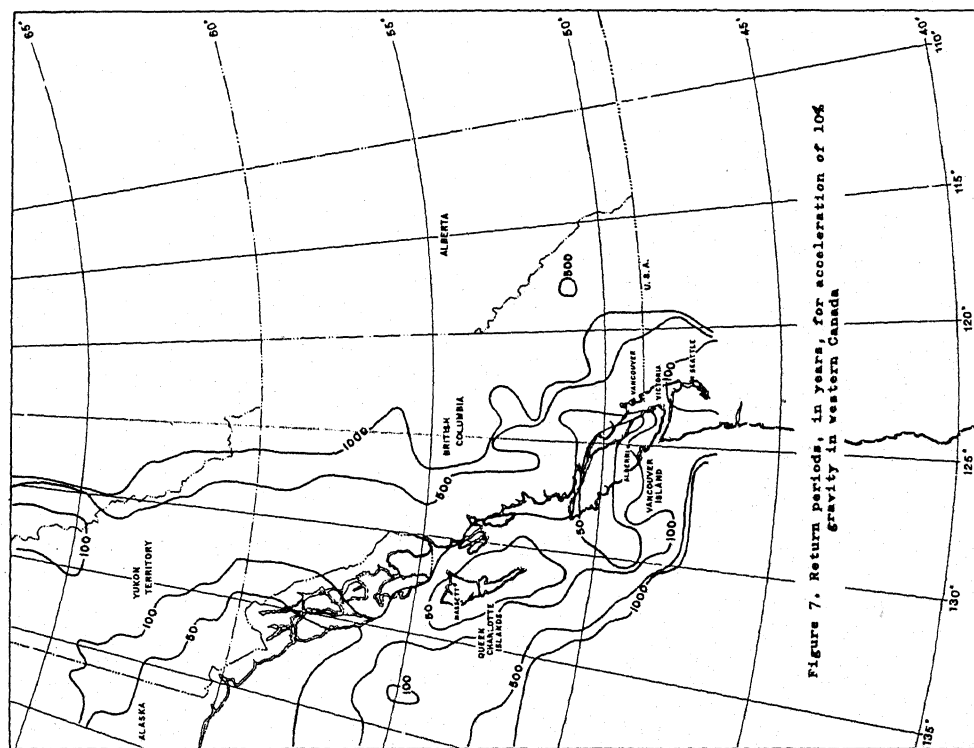 65°
60°
55°
50°
45°
40°
110°
115°
120°
125°
130°
135°
ALASKA
YUKON
TERRITORY
BRITISH
COLUMBIA
ALBERTA
U.S.A.
500
1000
500
100
100
50
50
MASSETT
QUEEN
CHARLOTTE
ISLANDS
100
500
1000
100
50
ALBERNI
VANCOUVER
ISLAND
VANCOUVER
VICTORIA
100
SEATTLE
Figure 7. Return periods, in years, for acceleration of 10%
gravity in western Canada